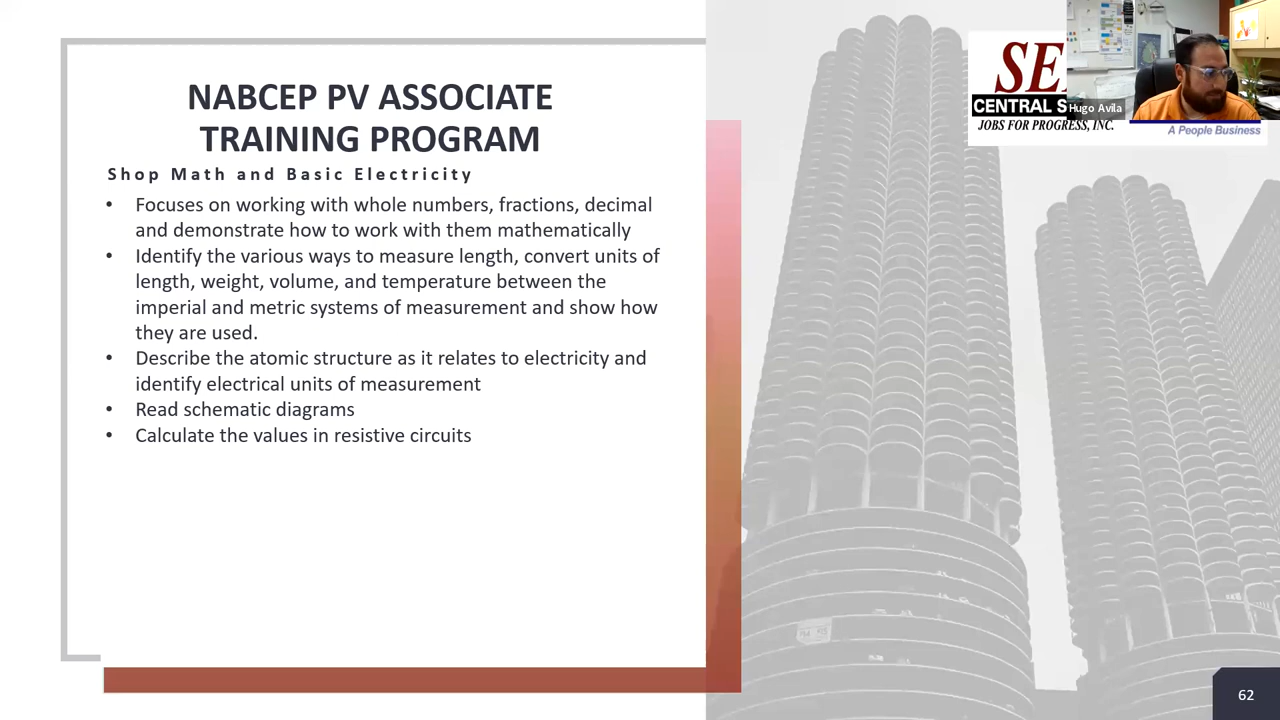 NABCEP PV ASSOCIATE
TRAINING PROGRAM
Shop Math and Basic Electricity
• Focuses on working with whole numbers, fractions, decimal
and demonstrate how to work with them mathematically
• Identify the various ways to measure length, convert units of
length, weight, volume, and temperature between the
imperial and metric systems of measurement and show how
they are used.
• Describe the atomic structure as it relates to electricity and
identify electrical units of measurement
• Read schematic diagrams
• Calculate the values in resistive circuits
SE
CENTRAL S
JOBS FOR PROGRESS, INC.
A People Business
Hugo Avila
62